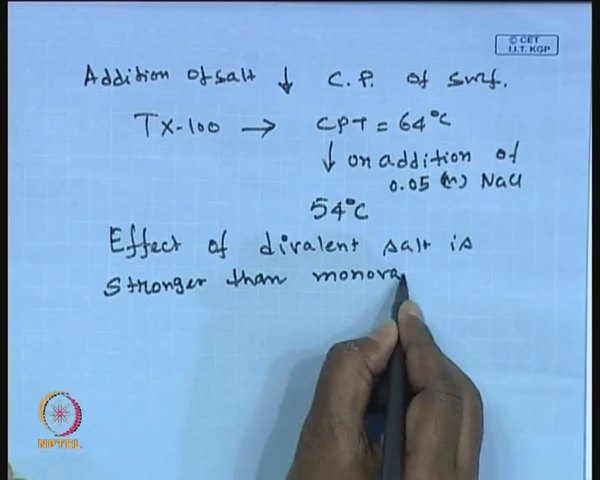 © CET
I.I.T. KGP
Addition of salt ↓ C.P. of surf.
TX-100 → CPT = 64°C
↓ on addition of
0.05 (M) NaCl
54°C
Effect of divalent salt is
stronger than monova
NPTEL